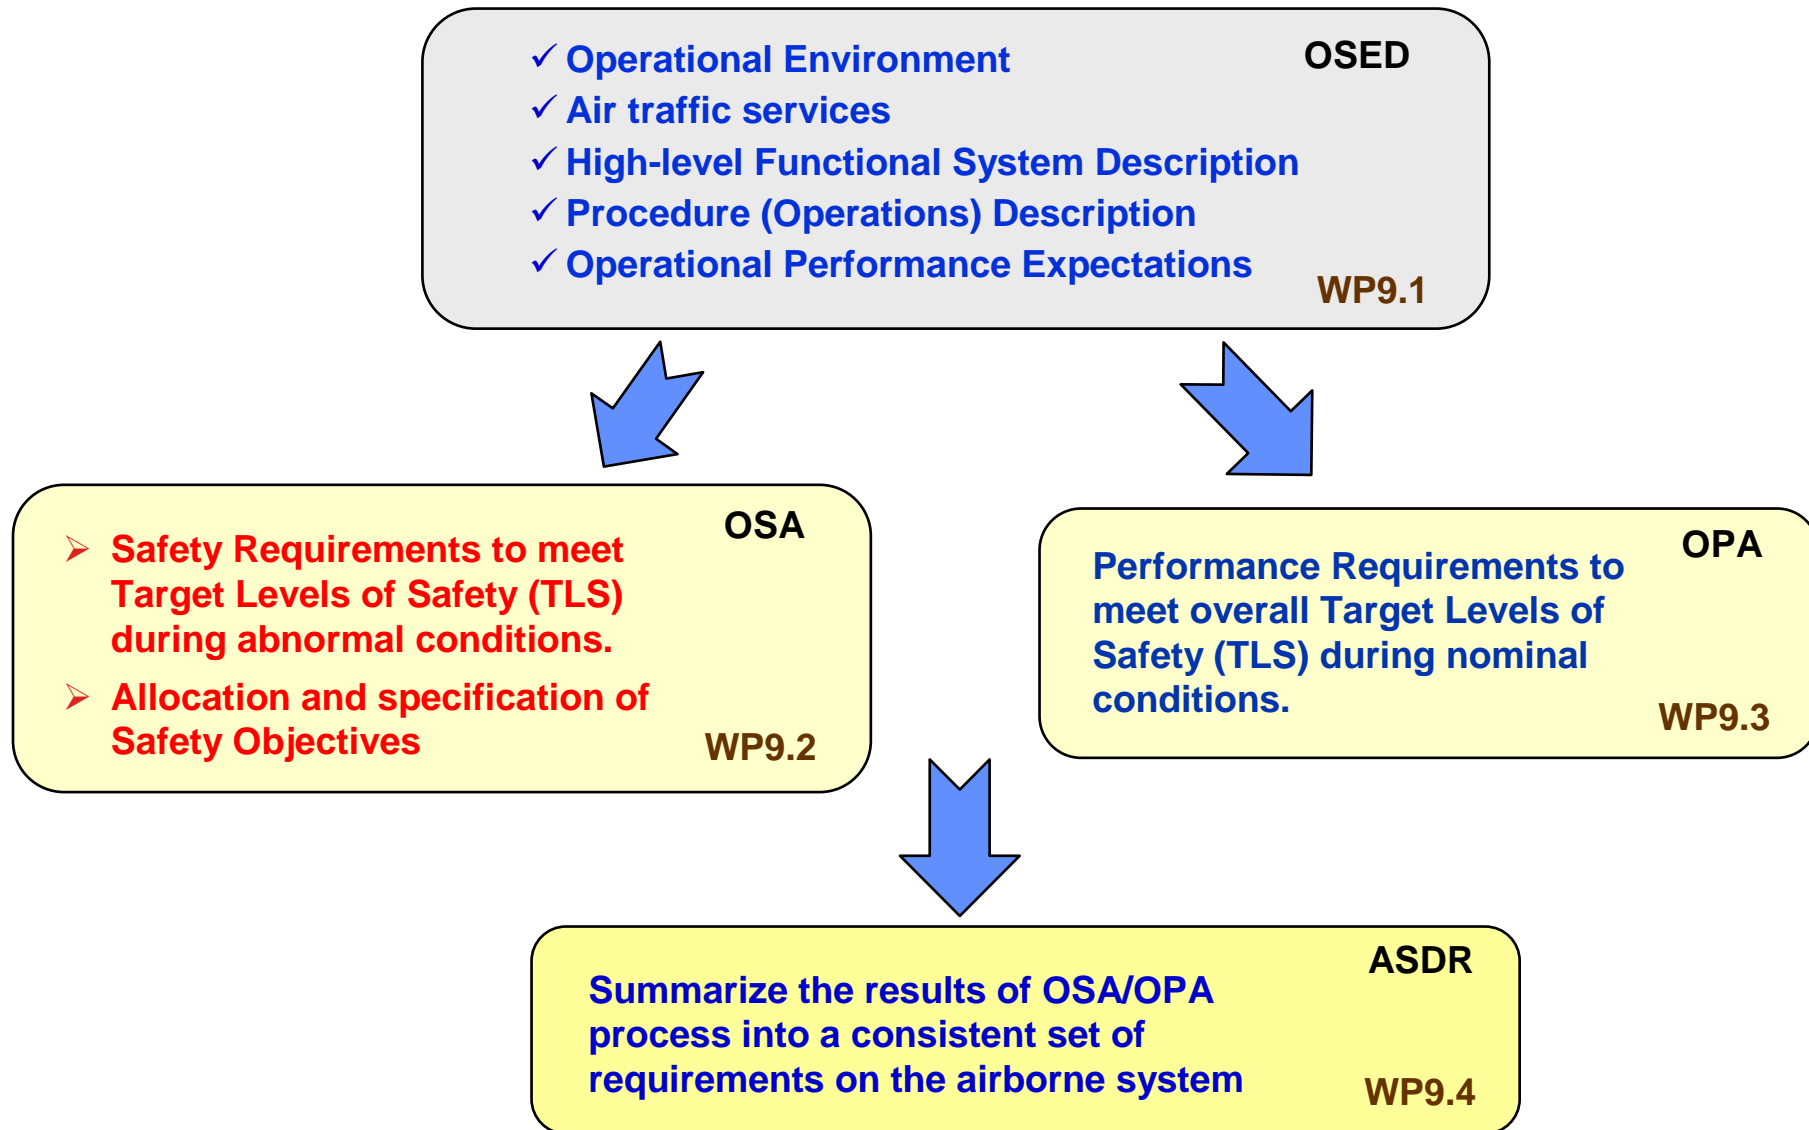 OSED
✓ Operational Environment
✓ Air traffic services
✓ High-level Functional System Description
✓ Procedure (Operations) Description
✓ Operational Performance Expectations
WP9.1
OSA
➢ Safety Requirements to meet
Target Levels of Safety (TLS)
during abnormal conditions.
➢ Allocation and specification of
Safety Objectives
WP9.2
OPA
Performance Requirements to
meet overall Target Levels of
Safety (TLS) during nominal
conditions.
WP9.3
ASDR
Summarize the results of OSA/OPA
process into a consistent set of
requirements on the airborne system
WP9.4